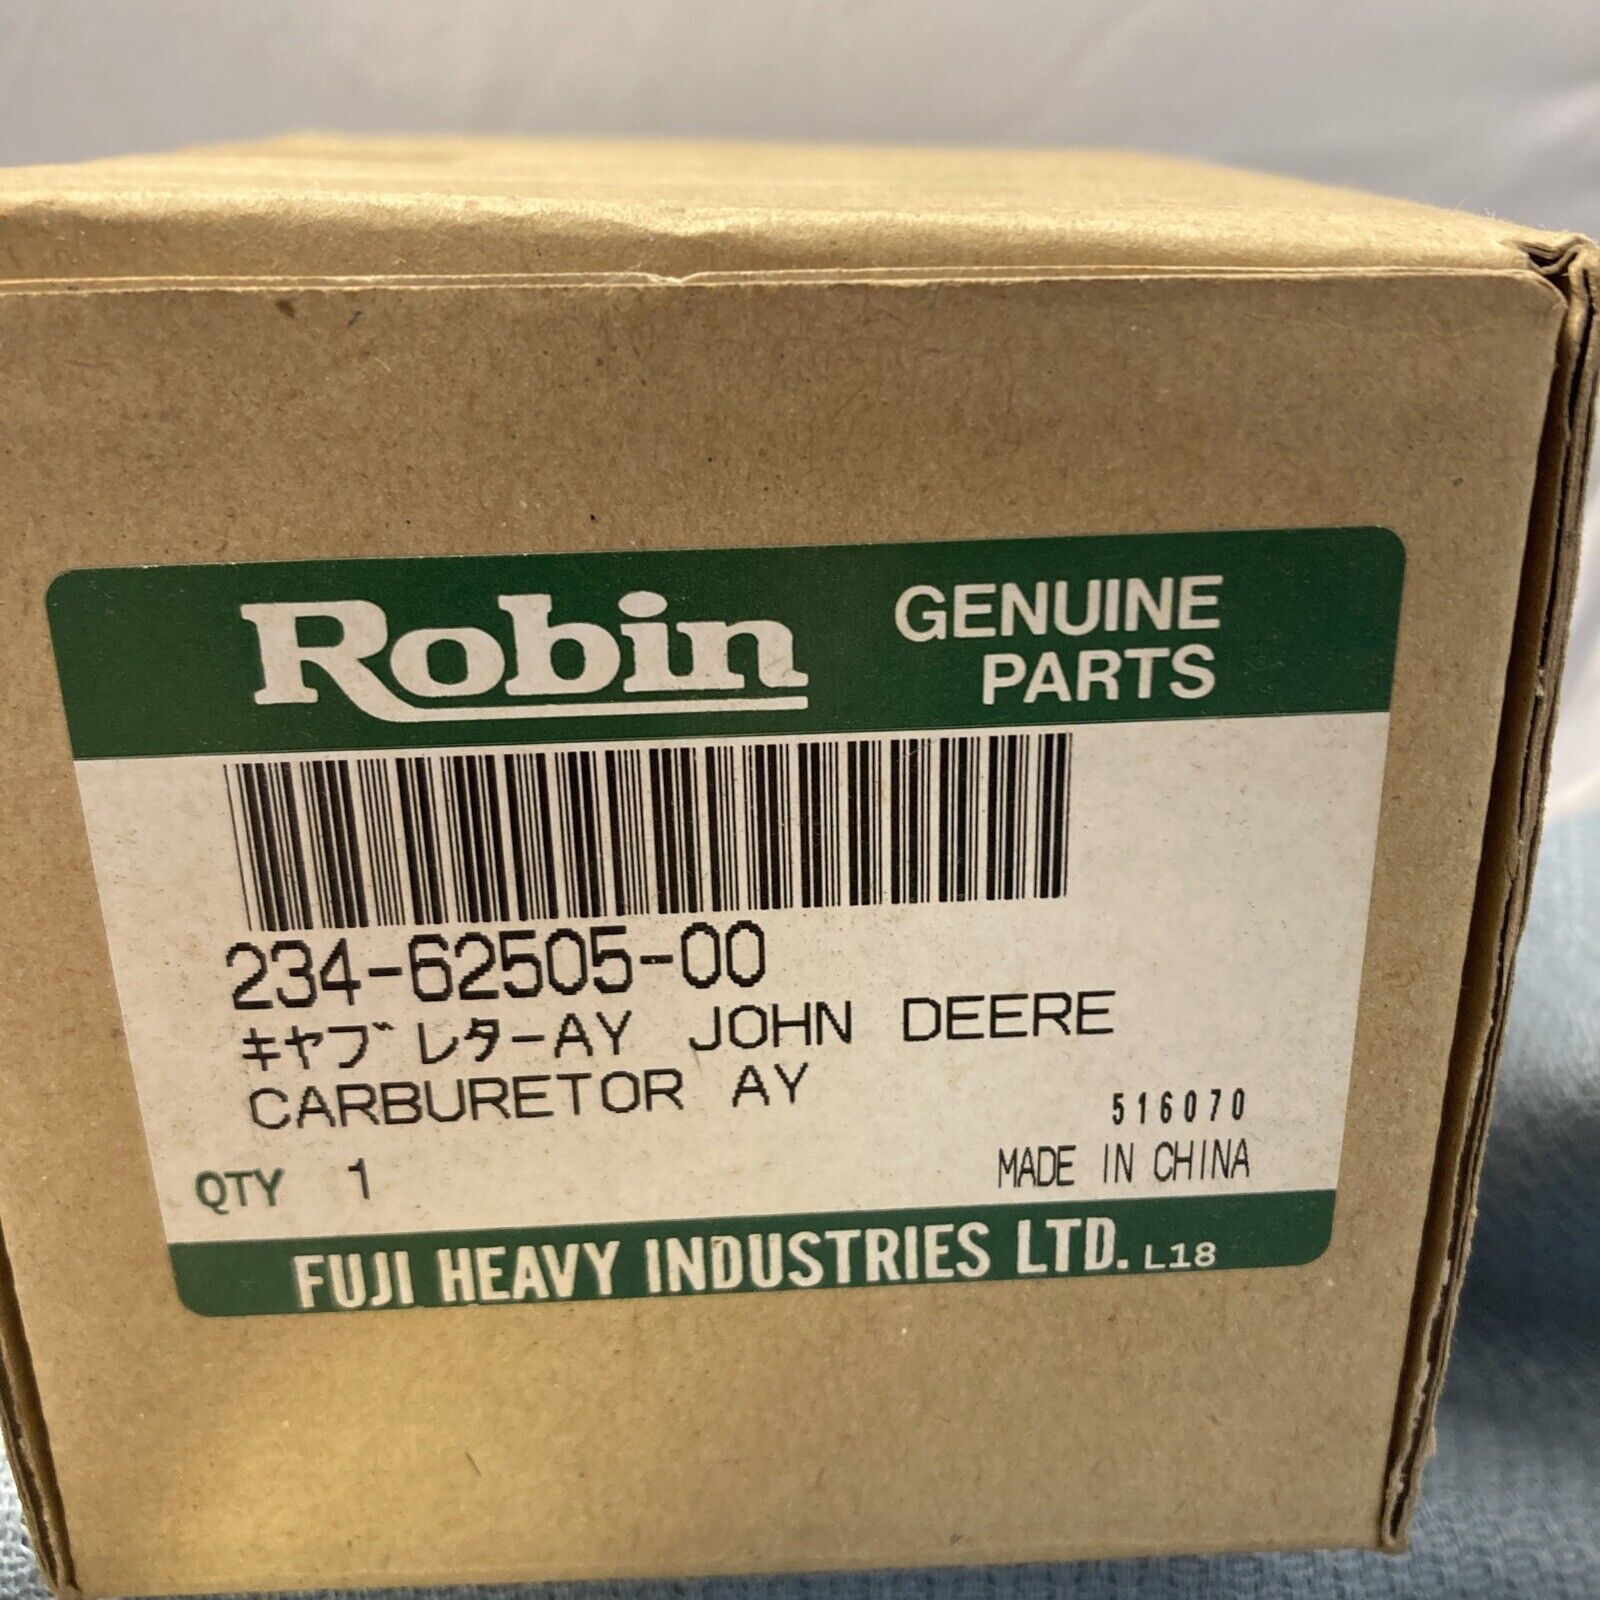 Robin GENUINE
PARTS
234-62505-00
キャブレター-AY JOHN DEERE
CARBURETOR AY
516070
QTY 1 MADE IN CHINA
FUJI HEAVY INDUSTRIES LTD. L18